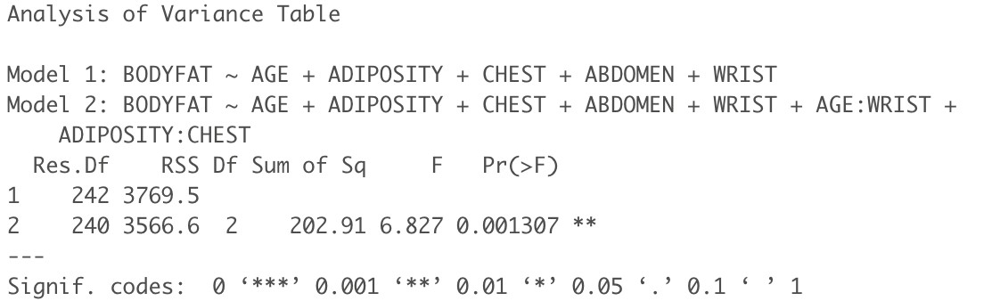 Analysis of Variance Table
Model 1: BODYFAT ~ AGE + ADIPOSITY + CHEST + ABDOMEN + WRIST
Model 2: BODYFAT ~ AGE + ADIPOSITY + CHEST + ABDOMEN + WRIST + AGE:WRIST +
    ADIPOSITY:CHEST
  Res.Df    RSS Df Sum of Sq     F   Pr(>F)
1    242 3769.5
2    240 3566.6  2    202.91 6.827 0.001307 **
---
Signif. codes:  0 ‘***’ 0.001 ‘**’ 0.01 ‘*’ 0.05 ‘.’ 0.1 ‘ ’ 1